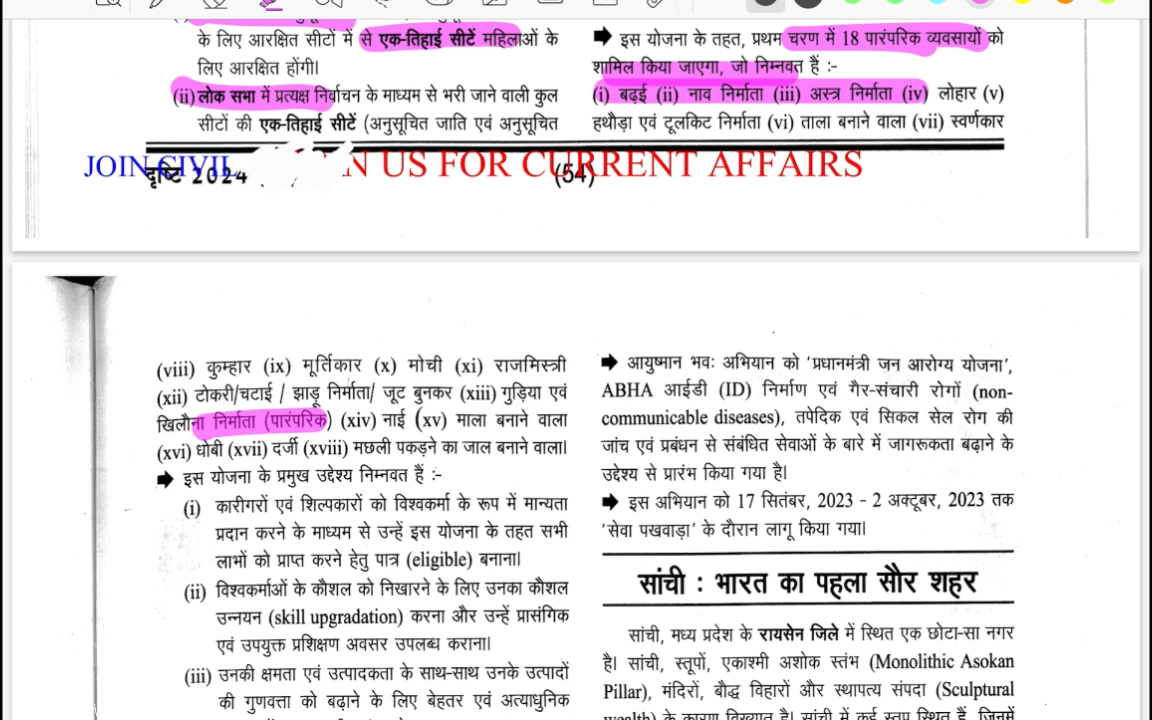 के लिए आरक्षित सीटों में से एक-तिहाई सीटें महिलाओं के
लिए आरक्षित होंगी।
(ii) लोक सभा में प्रत्यक्ष निर्वाचन के माध्यम से भरी जाने वाली कुल
सीटों की एक-तिहाई सीटें (अनुसूचित जाति एवं अनुसूचित
➡ इस योजना के तहत, प्रथम चरण में 18 पारंपरिक व्यवसायों को
शामिल किया जाएगा, जो निम्नवत हैं :-
(i) बढ़ई (ii) नाव निर्माता (iii) अस्त्र निर्माता (iv) लोहार (v)
हथौड़ा एवं टूलकिट निर्माता (vi) ताला बनाने वाला (vii) स्वर्णकार
JOIN CIVIL N US FOR CURRENT AFFAIRS
दृष्टि 2024 (54)
(viii) कुम्हार (ix) मूर्तिकार (x) मोची (xi) राजमिस्त्री
(xii) टोकरी/चटाई / झाड़ू निर्माता/ जूट बुनकर (xiii) गुड़िया एवं
खिलौना निर्माता (पारंपरिक) (xiv) नाई (xv) माला बनाने वाला
(xvi) धोबी (xvii) दर्जी (xviii) मछली पकड़ने का जाल बनाने वाला।
➡ इस योजना के प्रमुख उद्देश्य निम्नवत हैं :-
(i) कारीगरों एवं शिल्पकारों को विश्वकर्मा के रूप में मान्यता
प्रदान करने के माध्यम से उन्हें इस योजना के तहत सभी
लाभों को प्राप्त करने हेतु पात्र (eligible) बनाना।
(ii) विश्वकर्माओं के कौशल को निखारने के लिए उनका कौशल
उन्नयन (skill upgradation) करना और उन्हें प्रासंगिक
एवं उपयुक्त प्रशिक्षण अवसर उपलब्ध कराना।
(iii) उनकी क्षमता एवं उत्पादकता के साथ-साथ उनके उत्पादों
की गुणवत्ता को बढ़ाने के लिए बेहतर एवं अत्याधुनिक
➡ आयुष्मान भव: अभियान को 'प्रधानमंत्री जन आरोग्य योजना',
ABHA आईडी (ID) निर्माण एवं गैर-संचारी रोगों (non-
communicable diseases), तपेदिक एवं सिकल सेल रोग की
जांच एवं प्रबंधन से संबंधित सेवाओं के बारे में जागरूकता बढ़ाने के
उद्देश्य से प्रारंभ किया गया है।
➡ इस अभियान को 17 सितंबर, 2023 - 2 अक्टूबर, 2023 तक
'सेवा पखवाड़ा' के दौरान लागू किया गया।
सांची : भारत का पहला सौर शहर
सांची, मध्य प्रदेश के रायसेन जिले में स्थित एक छोटा-सा नगर
है। सांची, स्तूपों, एकाश्मी अशोक स्तंभ (Monolithic Asokan
Pillar), मंदिरों, बौद्ध विहारों और स्थापत्य संपदा (Sculptural
wealth) के कारण विख्यात है। सांची में कई स्तूप स्थित हैं, जिनमें